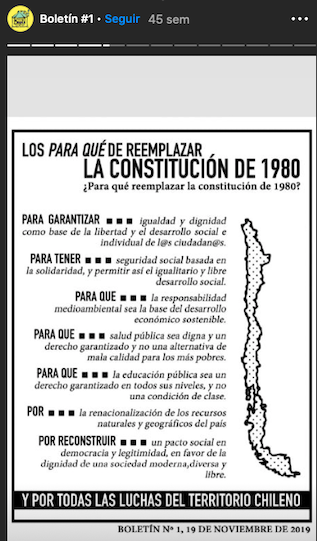 Boletín #1 • Seguir 45 sem
LOS PARA QUÉ DE REEMPLAZAR
LA CONSTITUCIÓN DE 1980
¿Para qué reemplazar la constitución de 1980?
PARA GARANTIZAR ■ ■ ■ igualdad y dignidad
como base de la libertad y el desarrollo social e
individual de l@s ciudadan@s.
PARA TENER ■ ■ ■ seguridad social basada en
la solidaridad, y permitir así el igualitario y libre
desarrollo social.
PARA QUE ■ ■ ■ la responsabilidad
medioambiental sea la base del desarrollo
económico sostenible.
PARA QUE ■ ■ ■ salud pública sea digna y un
derecho garantizado y no una alternativa de
mala calidad para los más pobres.
PARA QUE ■ ■ ■ la educación pública sea un
derecho garantizado en todos sus niveles, y no
una condición de clase.
POR ■ ■ ■ la renacionalización de los recursos
naturales y geográficos del país
POR RECONSTRUIR ■ ■ ■ un pacto social en
democracia y legitimidad, en favor de la
dignidad de una sociedad moderna,diversa y
libre.
Y POR TODAS LAS LUCHAS DEL TERRITORIO CHILENO
BOLETÍN Nº 1, 19 DE NOVIEMBRE DE 2019